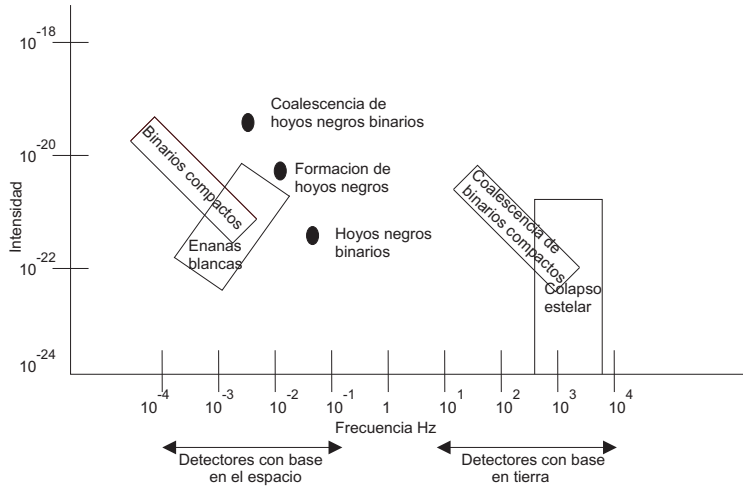 10^-18
Coalescencia de
hoyos negros binarios
10^-20
Binarios compactos
Formacion de
hoyos negros
Coalescencia de
binarios compactos
Intensidad
Hoyos negros
binarios
Enanas
blancas
10^-22
Colapso
estelar
10^-24
10^-4 10^-3 10^-2 10^-1 1 10^1 10^2 10^3 10^4
Frecuencia Hz
Detectores con base
en el espacio
Detectores con base
en tierra